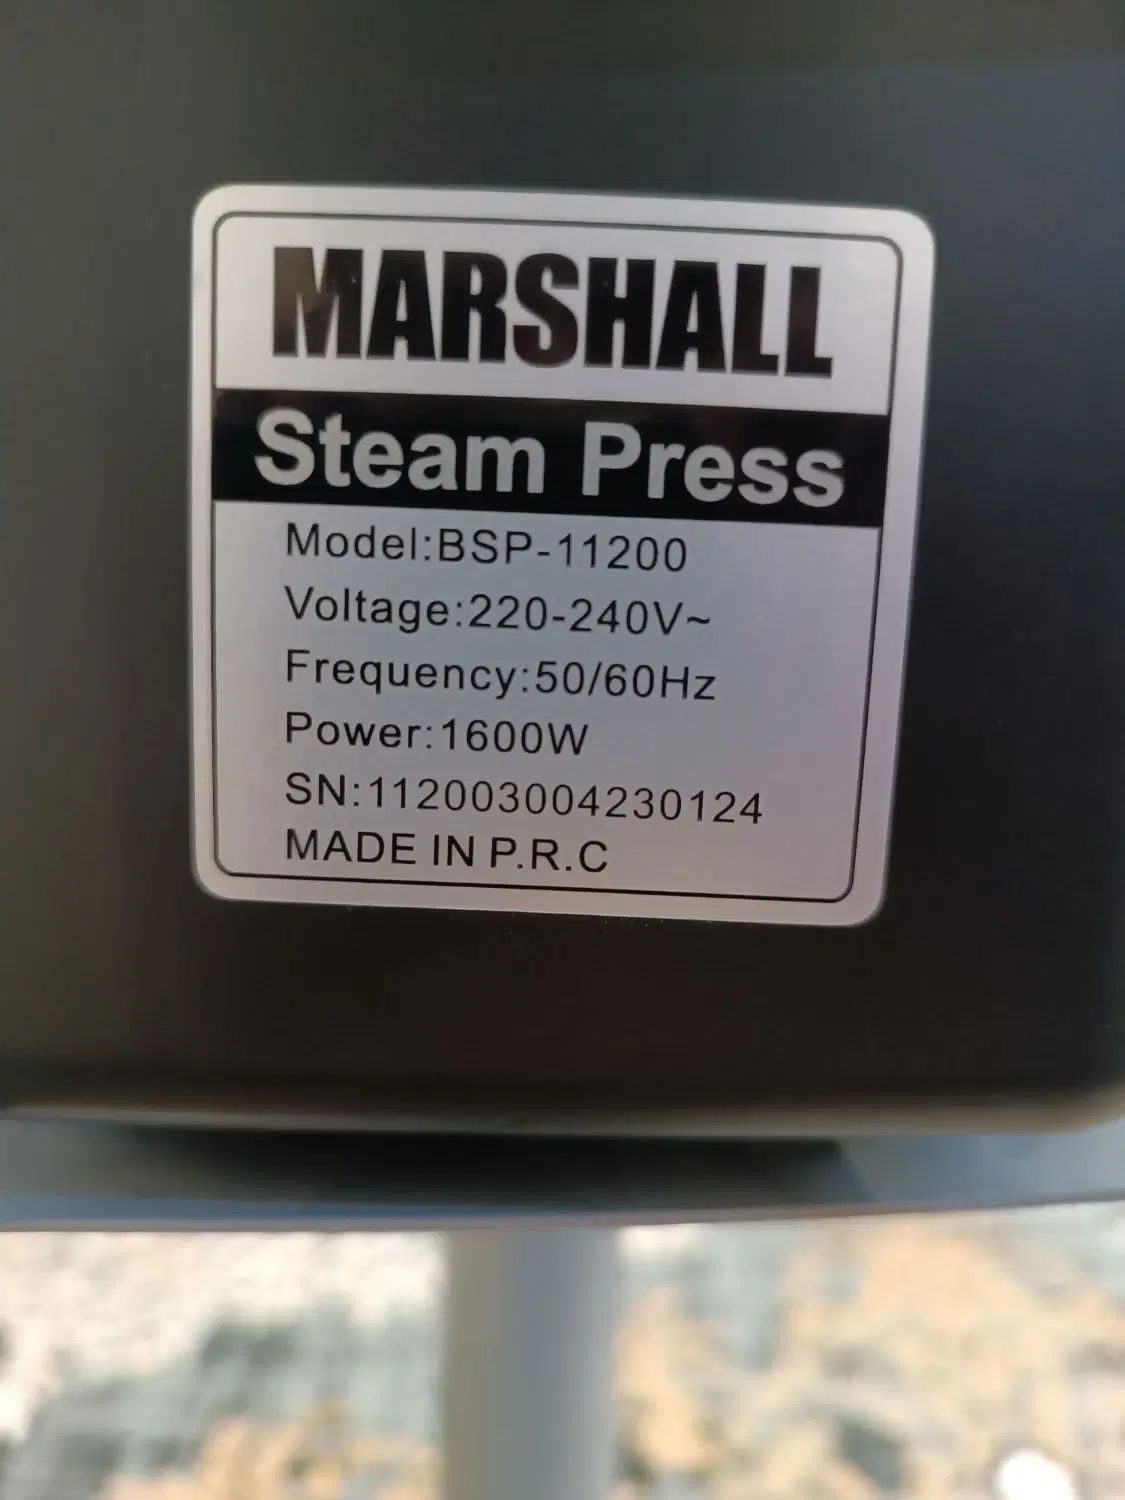 MARSHALL
Steam Press
Model:BSP-11200
Voltage:220-240V~
Frequency:50/60Hz
Power:1600W
SN:112003004230124
MADE IN P.R.C